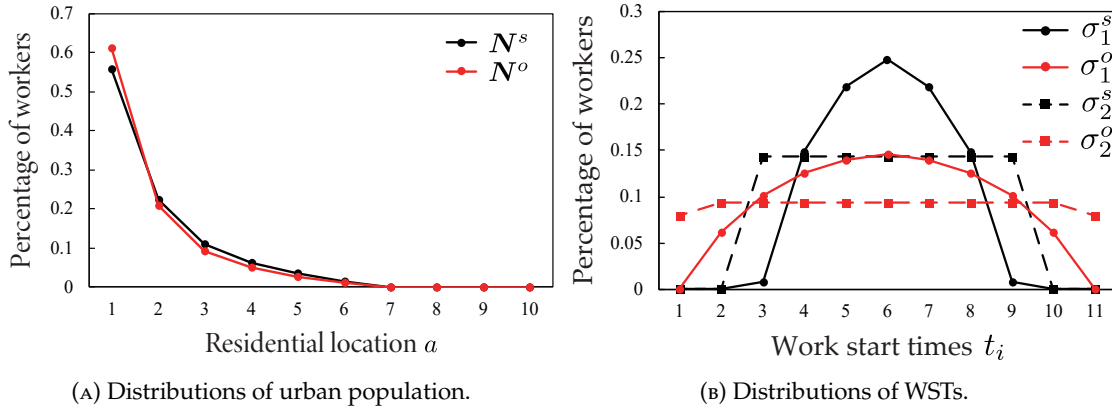 0.7
0.6
0.5
0.4
0.3
0.2
0.1
0
Percentage of workers
1 2 3 4 5 6 7 8 9 10
Residential location a
N^s
N^o
(A) Distributions of urban population.
0.3
0.25
0.2
0.15
0.1
0.05
0
Percentage of workers
1 2 3 4 5 6 7 8 9 10 11
Work start times t_i
σ_1^s
σ_1^o
σ_2^s
σ_2^o
(B) Distributions of WSTs.